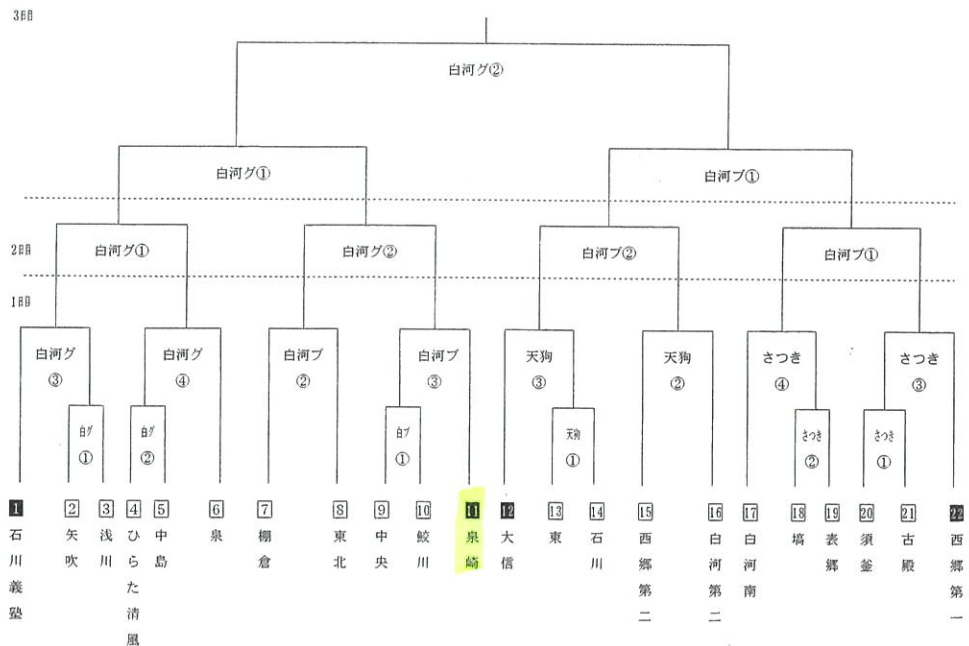 3日目
白河グ②
白河グ① 白河ブ①
2日目 白河グ① 白河グ② 白河ブ② 白河ブ①
1日目
白河グ 白河グ 白河ブ 白河ブ 天狗 天狗 さつき さつき
③ ④ ② ③ ③ ② ④ ③
白グ 白グ 白ブ 天狗 さつき さつき
① ② ① ① ② ①
1 2 3 4 5 6 7 8 9 10 11 12 13 14 15 16 17 18 19 20 21 22
石川義塾
矢吹
浅川
ひらた清風
中島
泉
棚倉
東北
中央
鮫川
泉崎
大信
東
石川
西郷第二
白河第二
白河南
塙
表郷
須釜
古殿
西郷第一